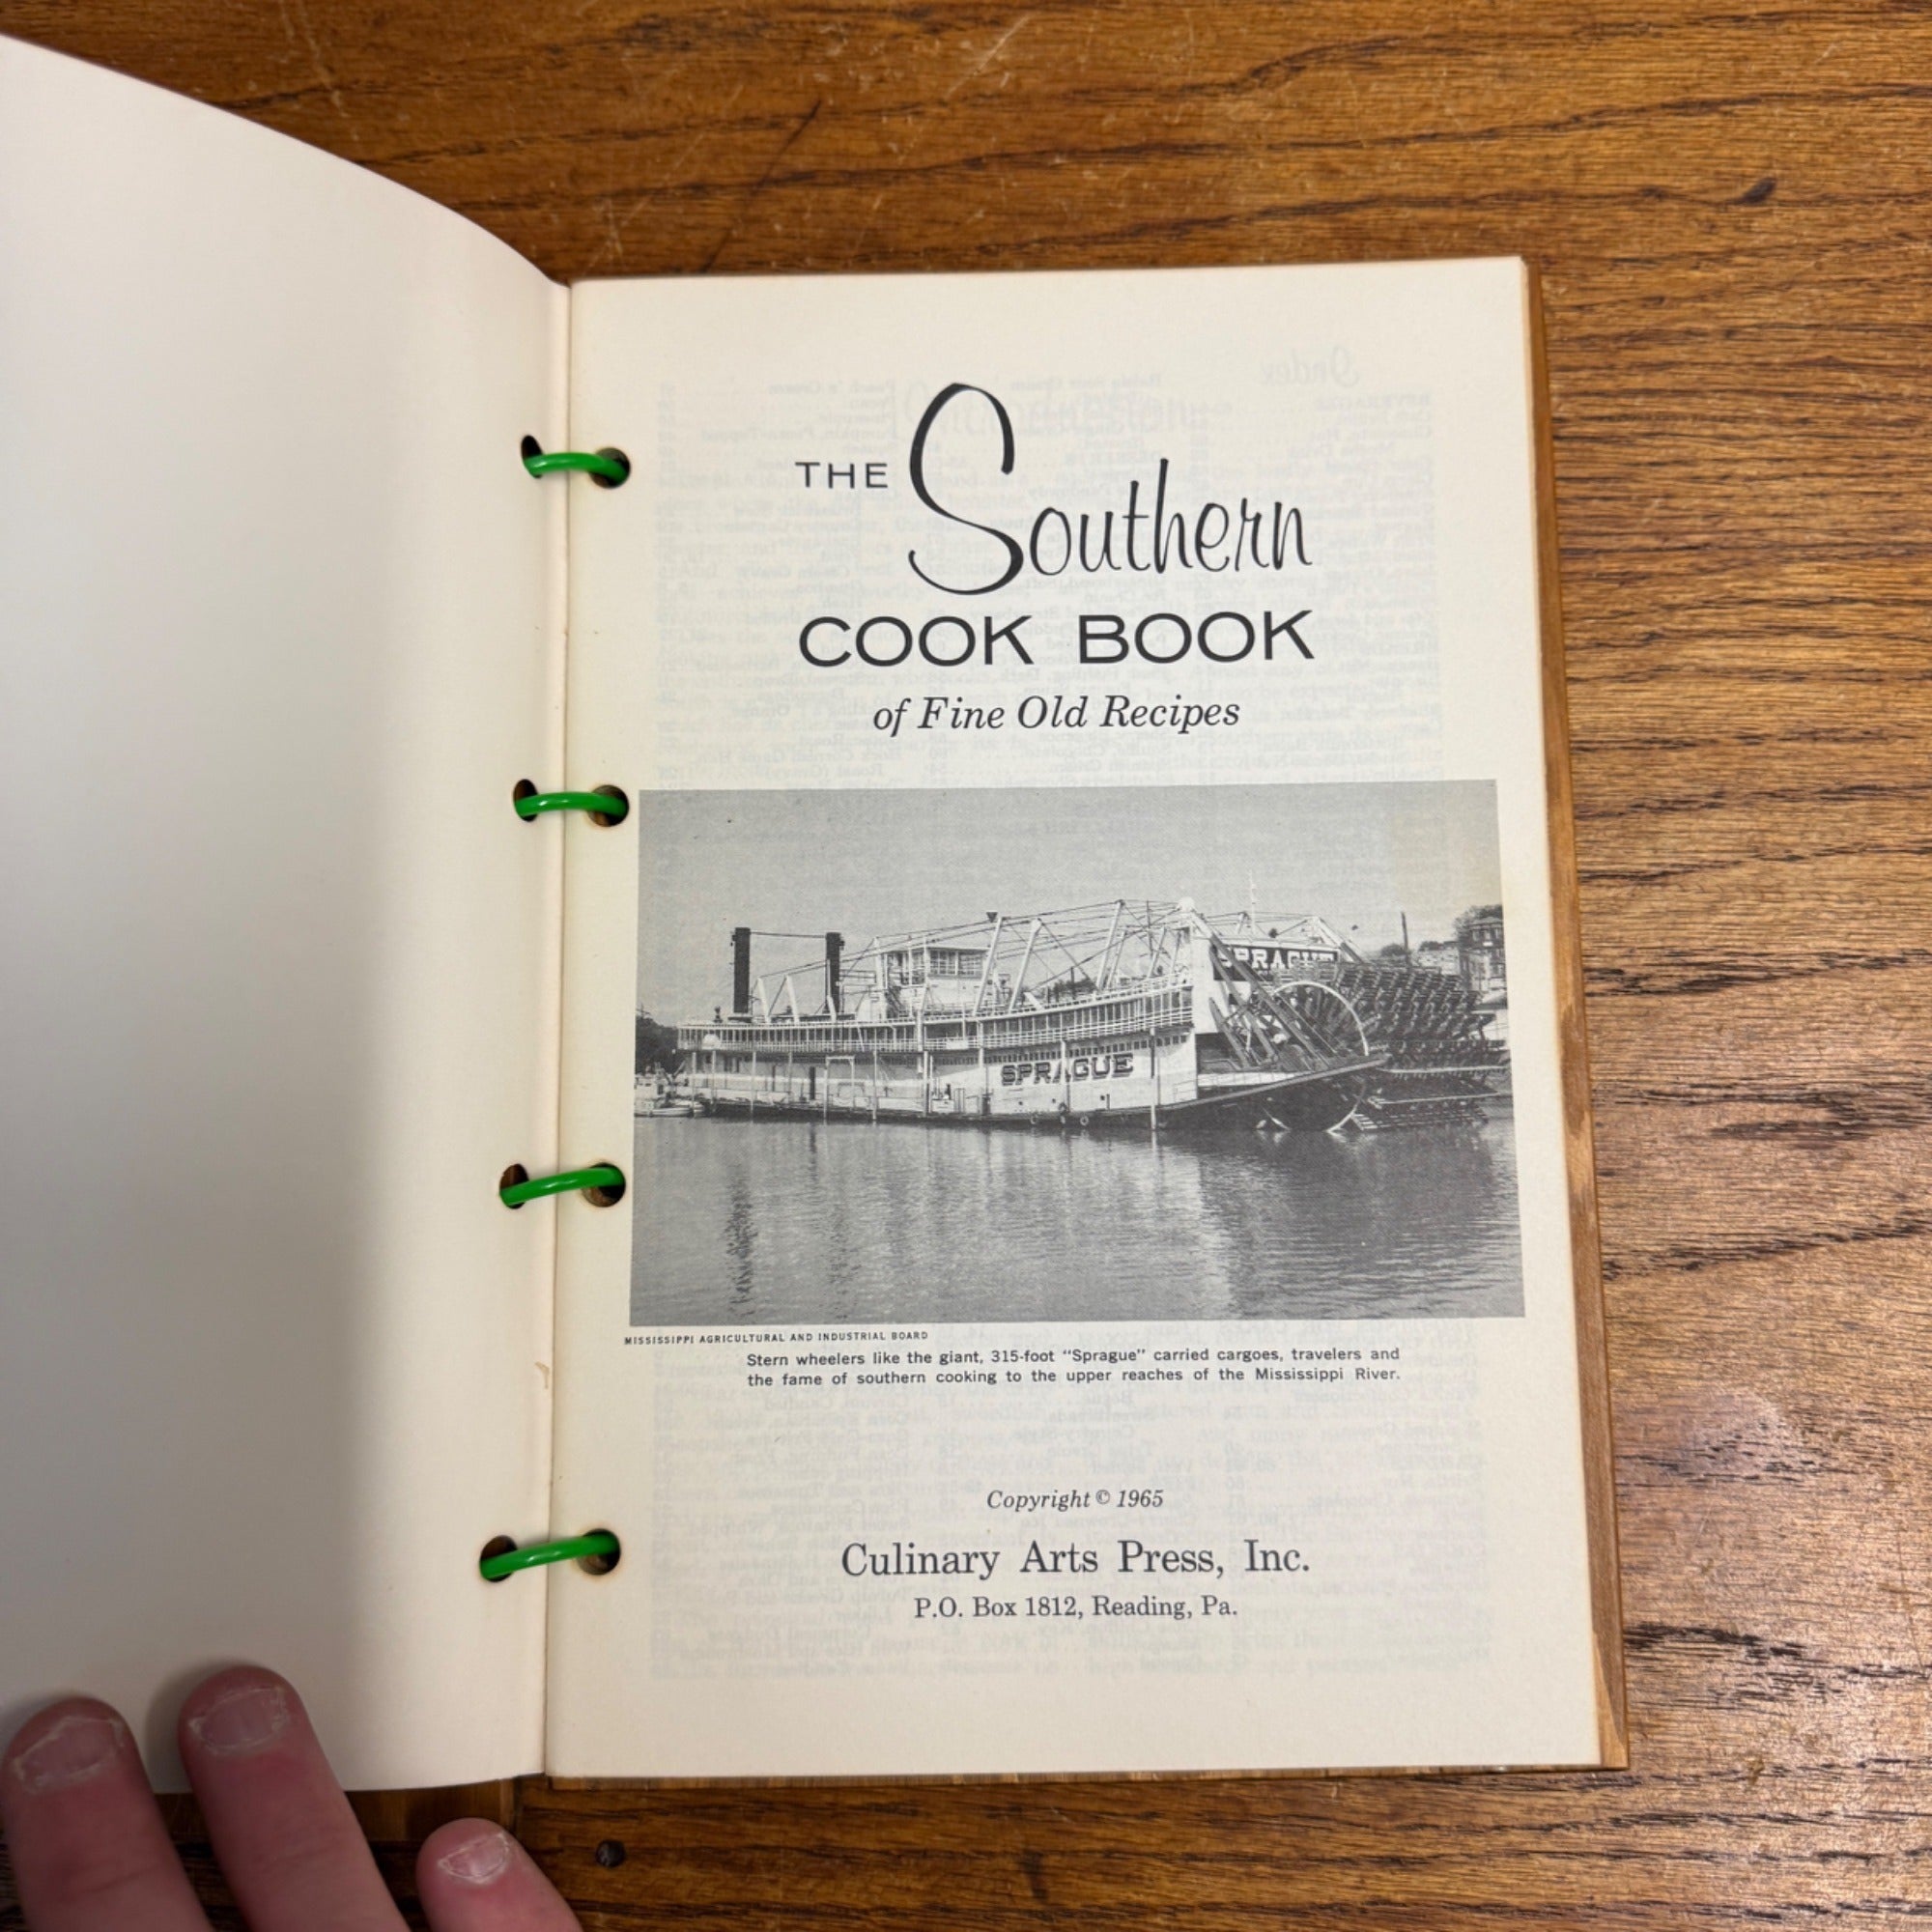 THE Southern
COOK BOOK
of Fine Old Recipes
SPRAGUE
SPRAGUE
MISSISSIPPI AGRICULTURAL AND INDUSTRIAL BOARD
Stern wheelers like the giant, 315-foot “Sprague” carried cargoes, travelers and
the fame of southern cooking to the upper reaches of the Mississippi River.
Copyright © 1965
Culinary Arts Press, Inc.
P.O. Box 1812, Reading, Pa.